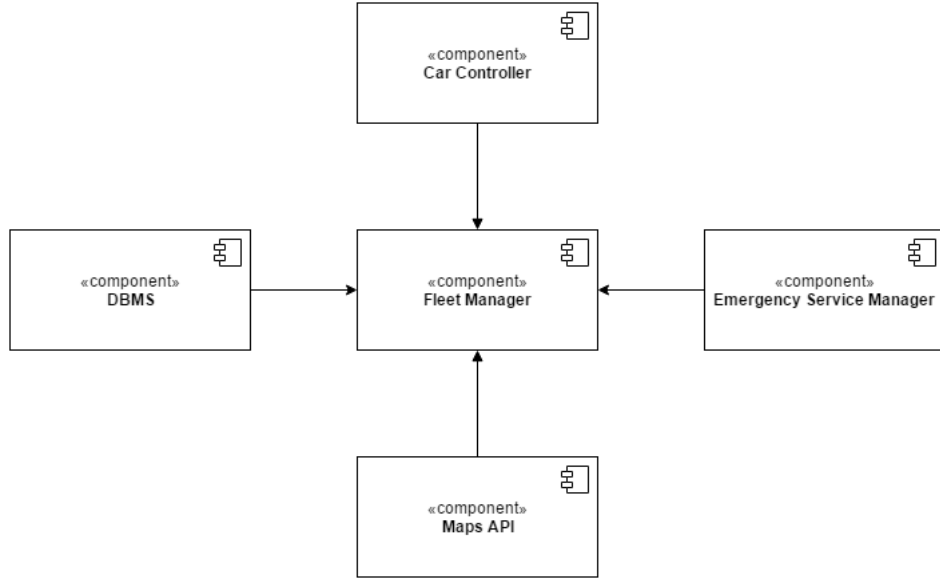 «component»
Car Controller
«component»
DBMS
«component»
Fleet Manager
«component»
Emergency Service Manager
«component»
Maps API